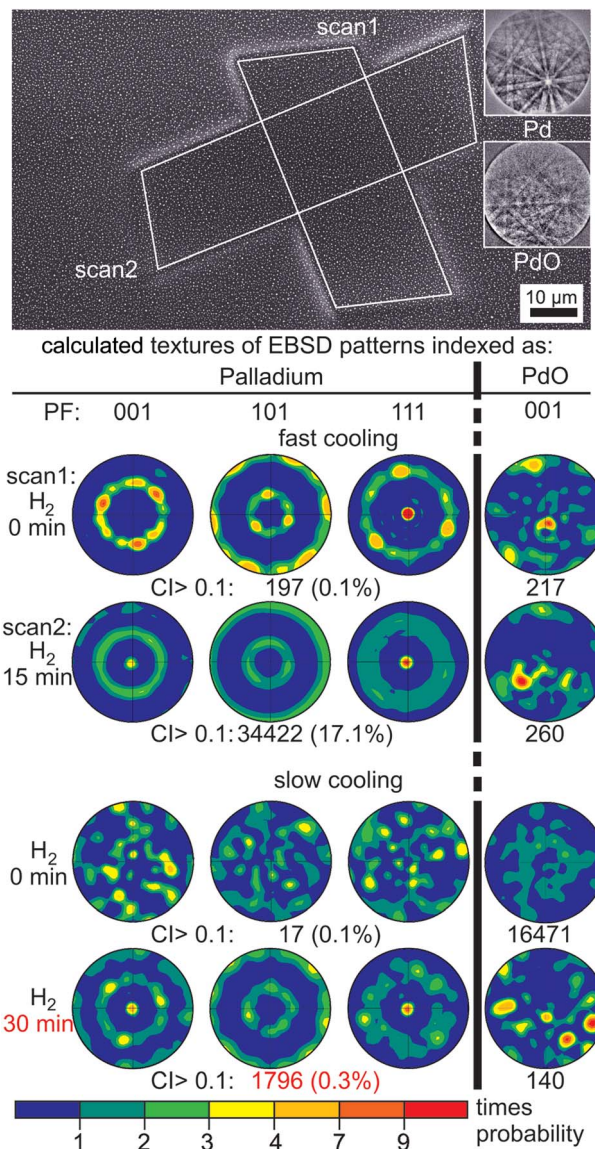 scan1
Pd
PdO
scan2
10 µm
calculated textures of EBSD patterns indexed as:
Palladium PdO
PF: 001 101 111 001
fast cooling
scan1:
H2
0 min
CI> 0.1: 197 (0.1%) 217
scan2:
H2
15 min
CI> 0.1: 34422 (17.1%) 260
slow cooling
H2
0 min
CI> 0.1: 17 (0.1%) 16471
H2
30 min
CI> 0.1: 1796 (0.3%) 140
times
1 2 3 4 7 9 probability